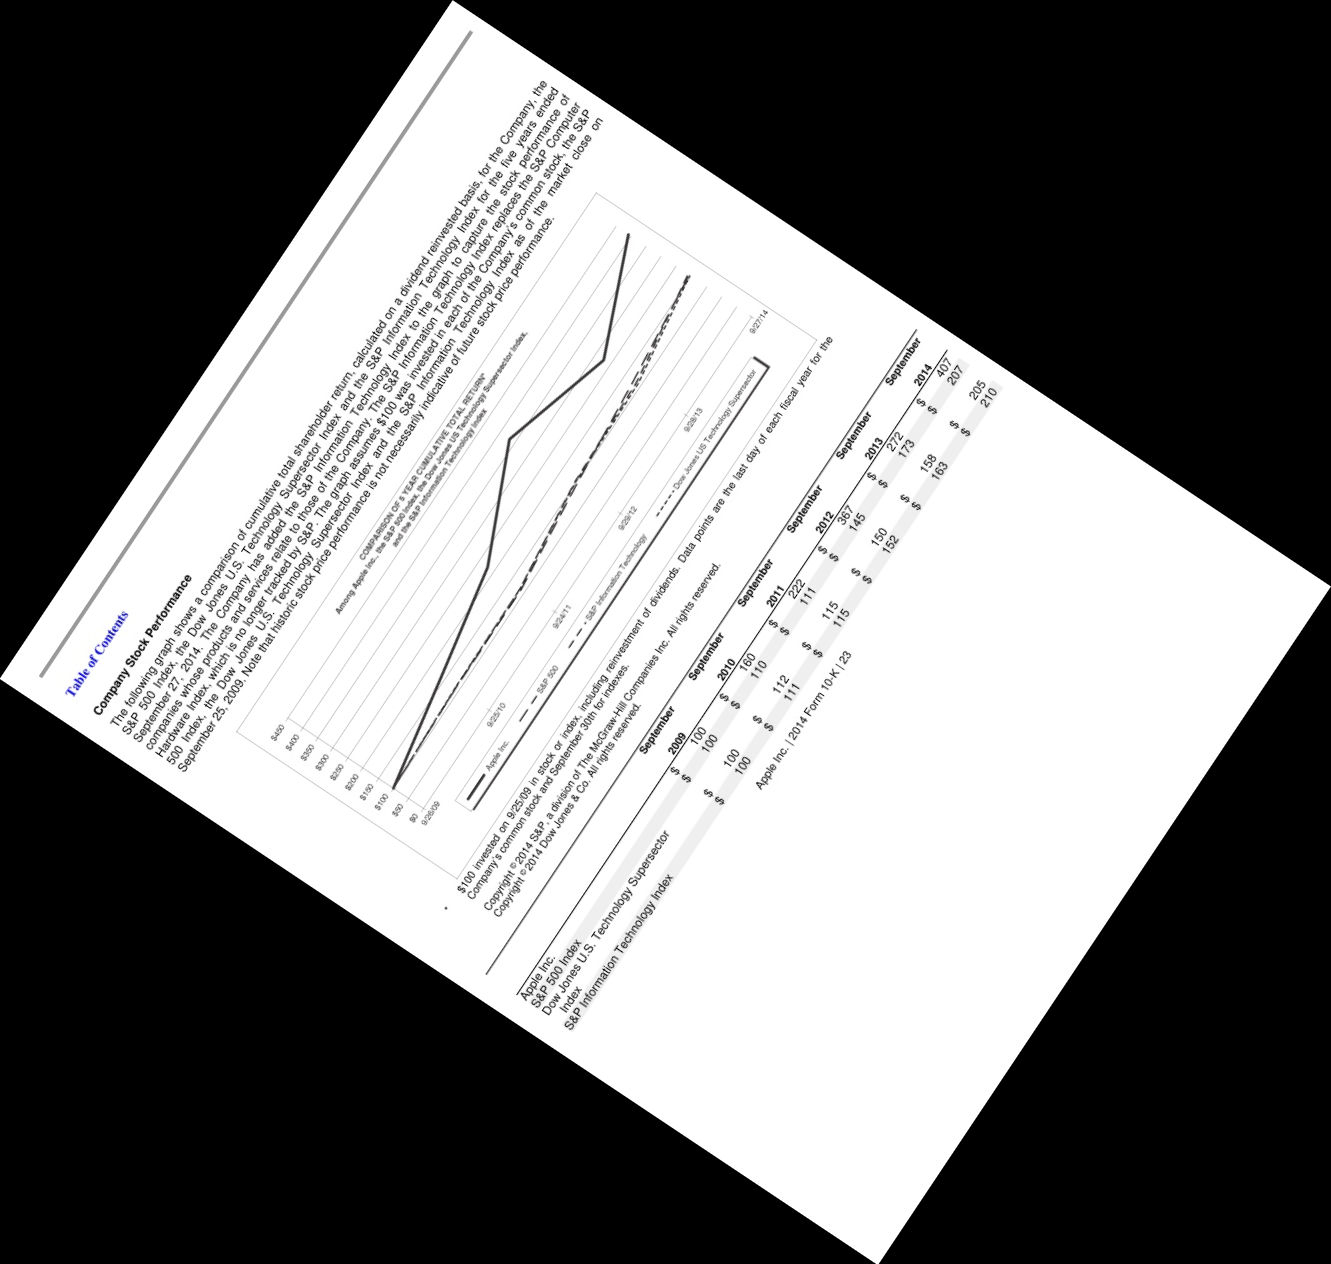 Table of Contents
Company Stock Performance
The following graph shows a comparison of cumulative total shareholder return, calculated on a dividend reinvested basis, for the Company, the
S&P 500 Index, the Dow Jones U.S. Technology Supersector Index and the S&P Information Technology Index for the five years ended
September 27, 2014. The Company has added the S&P Information Technology Index to the graph to capture the stock performance of
companies whose products and services relate to those of the Company. The S&P Information Technology Index replaces the S&P Computer
Hardware Index, which is no longer tracked by S&P. The graph assumes $100 was invested in each of the Company's common stock, the S&P
500 Index, the Dow Jones U.S. Technology Supersector Index and the S&P Information Technology Index as of the market close on
September 25, 2009. Note that historic stock price performance is not necessarily indicative of future stock price performance.
COMPARISON OF 5 YEAR CUMULATIVE TOTAL RETURN*
Among Apple Inc., the S&P 500 Index, the Dow Jones US Technology Supersector Index,
and the S&P Information Technology Index
$450
$400
$350
$300
$250
$200
$150
$100
$50
$0
9/26/09 9/25/10 9/24/11 9/29/12 9/28/13 9/27/14
Apple Inc. S&P 500 S&P Information Technology Dow Jones US Technology Supersector
* $100 invested on 9/25/09 in stock or index, including reinvestment of dividends. Data points are the last day of each fiscal year for the
Company's common stock and September 30th for indexes.
Copyright © 2014 S&P, a division of The McGraw-Hill Companies Inc. All rights reserved.
Copyright © 2014 Dow Jones & Co. All rights reserved.
September September September September September September
2009 2010 2011 2012 2013 2014
Apple Inc. $ 100 $ 160 $ 222 $ 367 $ 272 $ 407
S&P 500 Index $ 100 $ 110 $ 111 $ 145 $ 173 $ 207
Dow Jones U.S. Technology Supersector
Index $ 100 $ 112 $ 115 $ 150 $ 158 $ 205
S&P Information Technology Index $ 100 $ 111 $ 115 $ 152 $ 163 $ 210
Apple Inc. | 2014 Form 10-K | 23